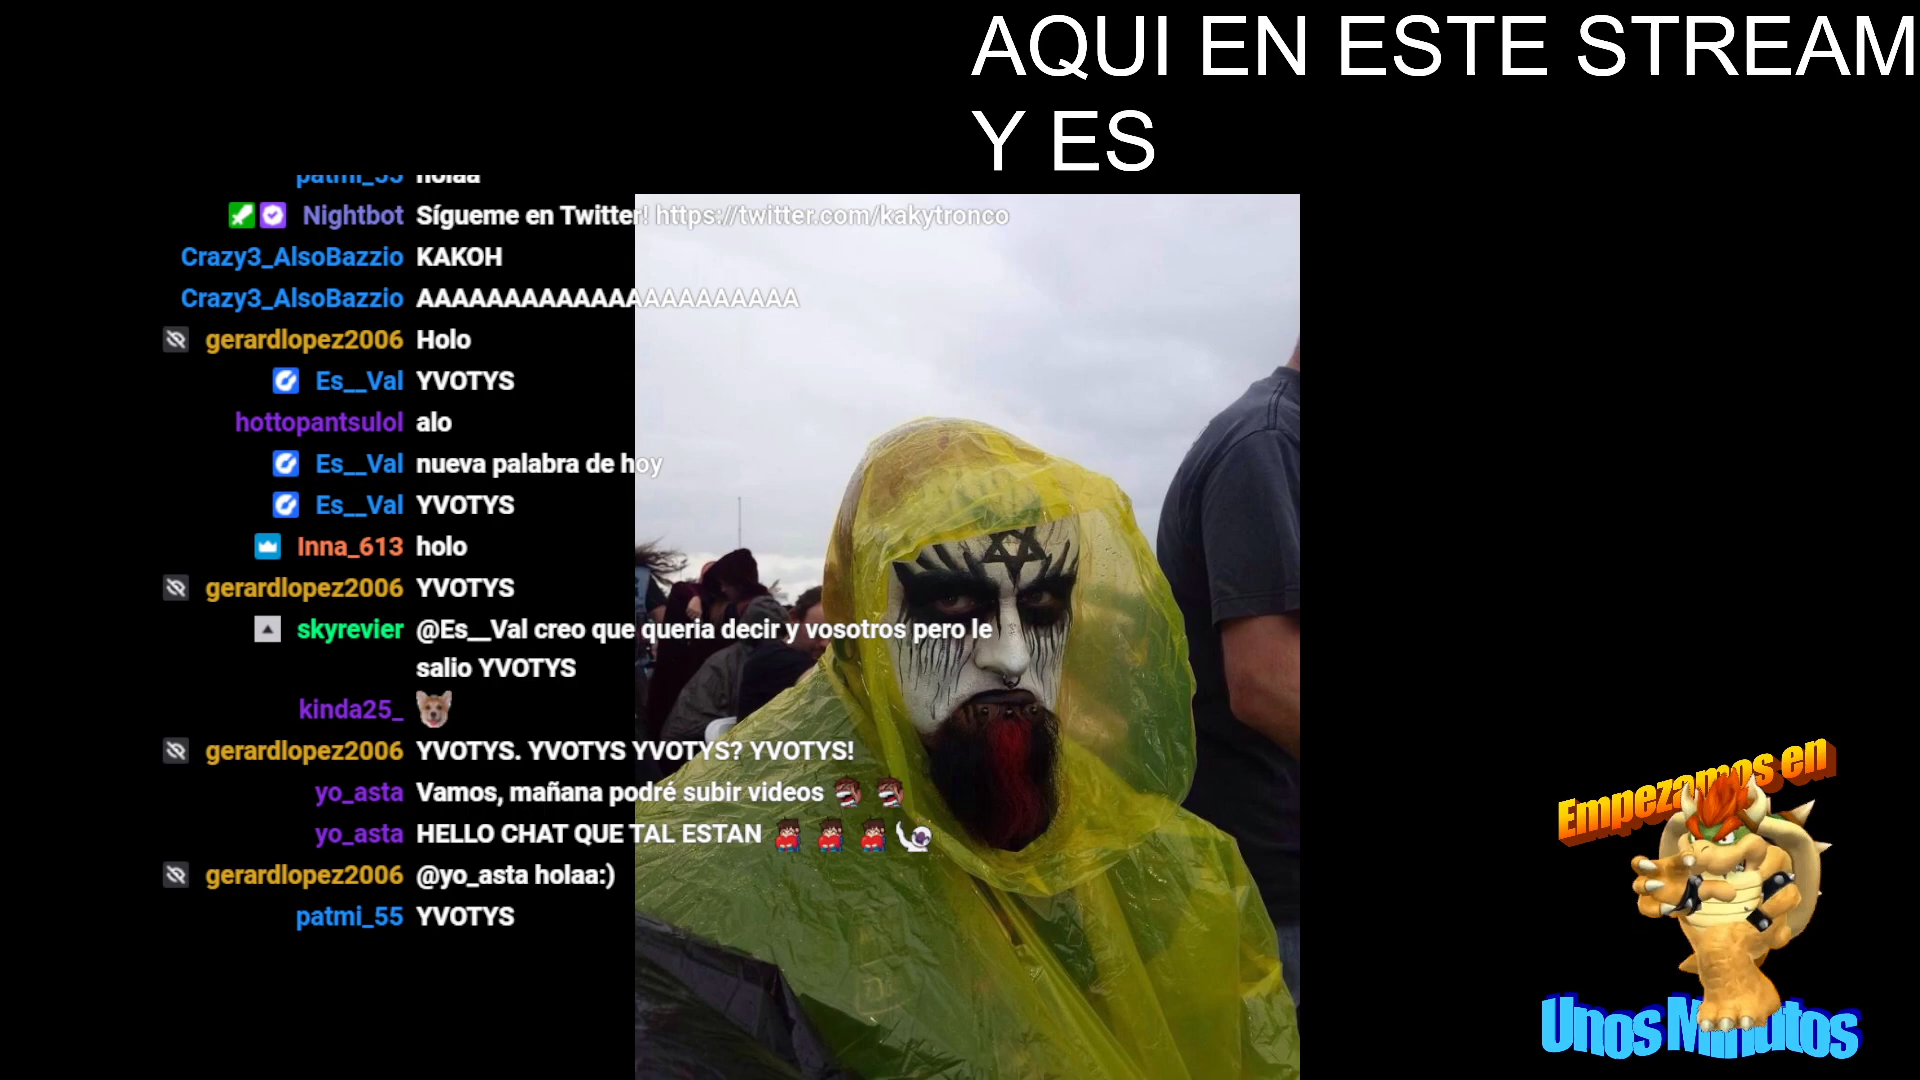 AQUI EN ESTE STREAM
Y ES
patmi_55 holaa
Nightbot Sígueme en Twitter! https://twitter.com/kakytronco
Crazy3_AlsoBazzio KAKOH
Crazy3_AlsoBazzio AAAAAAAAAAAAAAAAAAAAAAA
gerardlopez2006 Holo
Es__Val YVOTYS
hottopantsulol alo
Es__Val nueva palabra de hoy
Es__Val YVOTYS
Inna_613 holo
gerardlopez2006 YVOTYS
skyrevier @Es__Val creo que queria decir y vosotros pero le
salio YVOTYS
kinda25_
gerardlopez2006 YVOTYS. YVOTYS YVOTYS? YVOTYS!
yo_asta Vamos, mañana podré subir videos
yo_asta HELLO CHAT QUE TAL ESTAN
gerardlopez2006 @yo_asta holaa:)
patmi_55 YVOTYS
Empezamos en
Unos Minutos